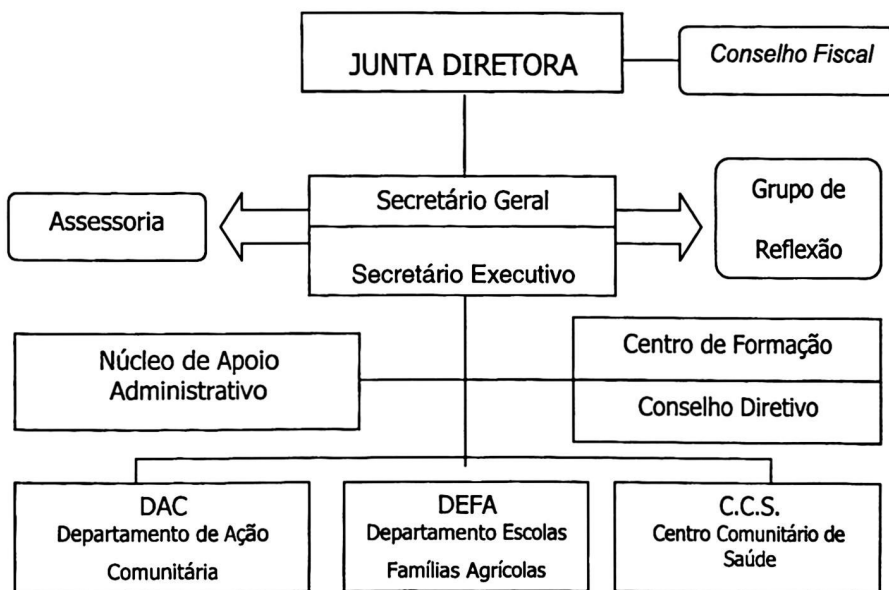 JUNTA DIRETORA
Conselho Fiscal
Assessoria
Secretário Geral
Secretário Executivo
Grupo de
Reflexão
Núcleo de Apoio
Administrativo
Centro de Formação
Conselho Diretivo
DAC
Departamento de Ação
Comunitária
DEFA
Departamento Escolas
Famílias Agrícolas
C.C.S.
Centro Comunitário de
Saúde